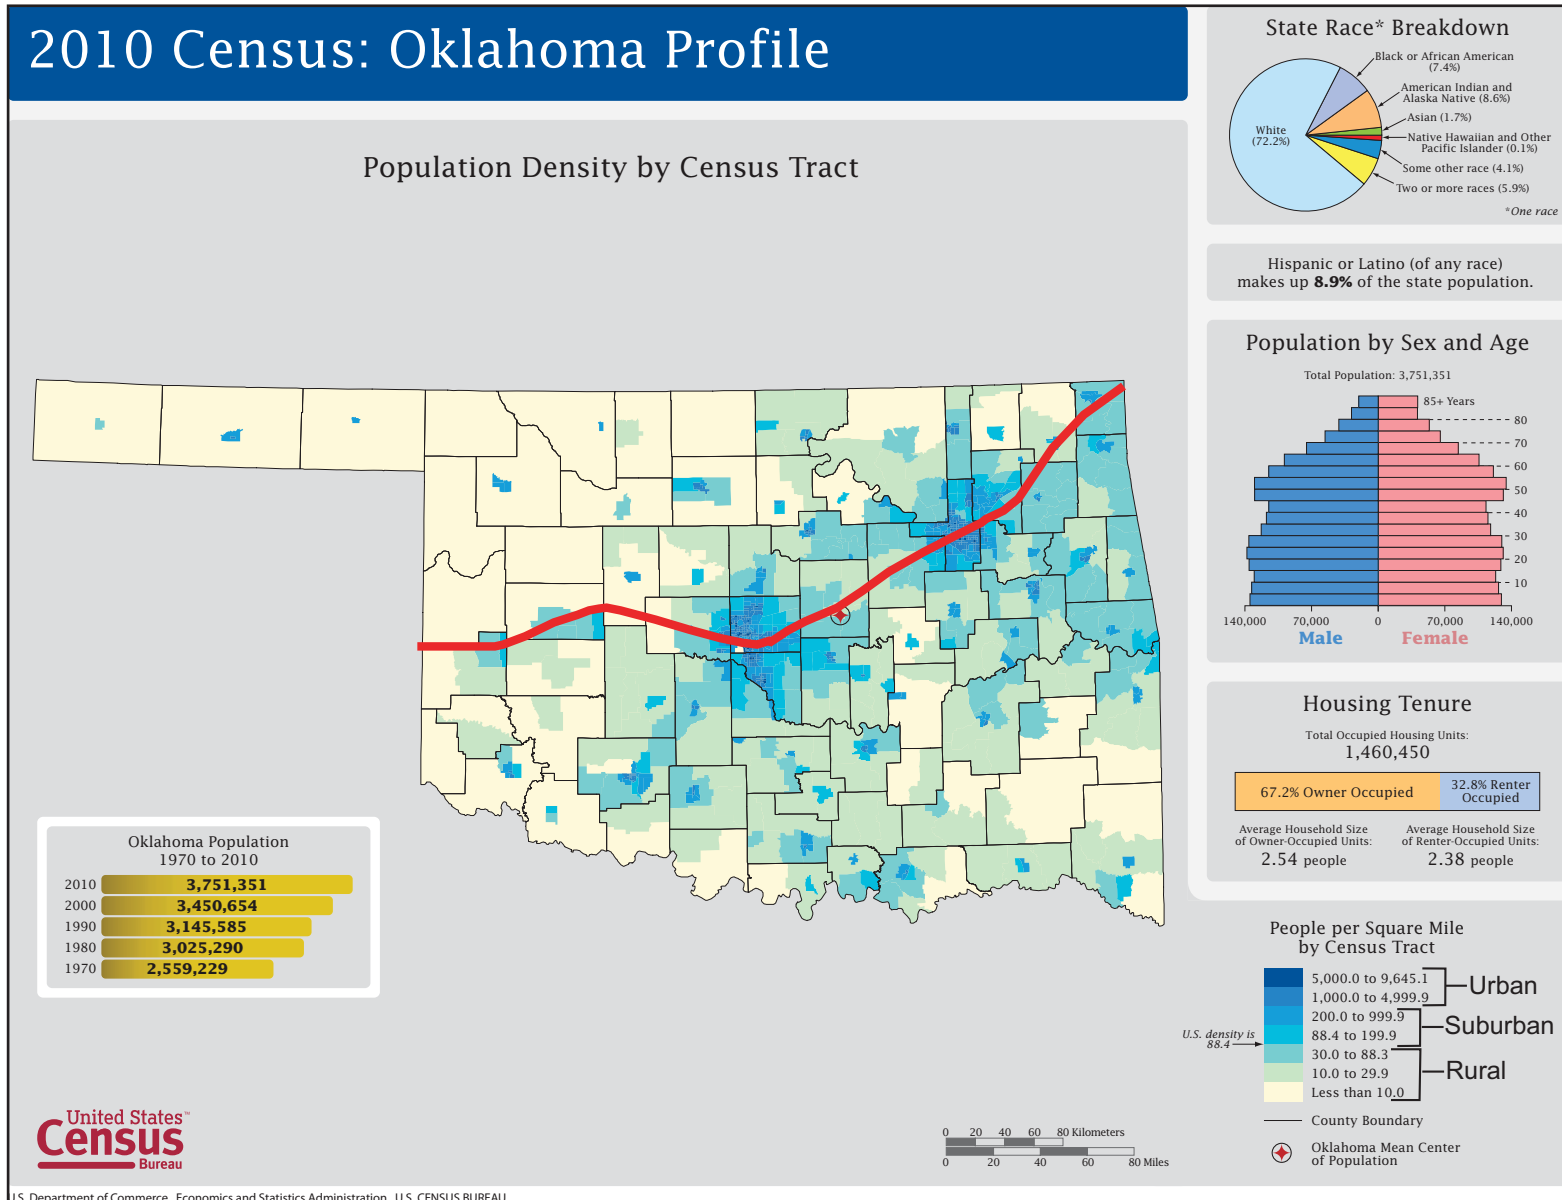 2010 Census: Oklahoma Profile
Population Density by Census Tract
Oklahoma Population
1970 to 2010
2010 3,751,351
2000 3,450,654
1990 3,145,585
1980 3,025,290
1970 2,559,229
United States™
Census
Bureau
U.S. Department of Commerce Economics and Statistics Administration U.S. CENSUS BUREAU
State Race* Breakdown
Black or African American
(7.4%)
American Indian and
Alaska Native (8.6%)
Asian (1.7%)
White
(72.2%)
Native Hawaiian and Other
Pacific Islander (0.1%)
Some other race (4.1%)
Two or more races (5.9%)
*One race
Hispanic or Latino (of any race)
makes up 8.9% of the state population.
Population by Sex and Age
Total Population: 3,751,351
85+ Years
80
70
60
50
40
30
20
10
140,000 70,000 0 70,000 140,000
Male Female
Housing Tenure
Total Occupied Housing Units:
1,460,450
67.2% Owner Occupied
32.8% Renter
Occupied
Average Household Size
of Owner-Occupied Units:
2.54 people
Average Household Size
of Renter-Occupied Units:
2.38 people
People per Square Mile
by Census Tract
5,000.0 to 9,645.1
1,000.0 to 4,999.9
Urban
200.0 to 999.9
88.4 to 199.9
Suburban
U.S. density is
88.4
30.0 to 88.3
10.0 to 29.9
Less than 10.0
Rural
County Boundary
Oklahoma Mean Center
of Population
0 20 40 60 80 Kilometers
0 20 40 60 80 Miles